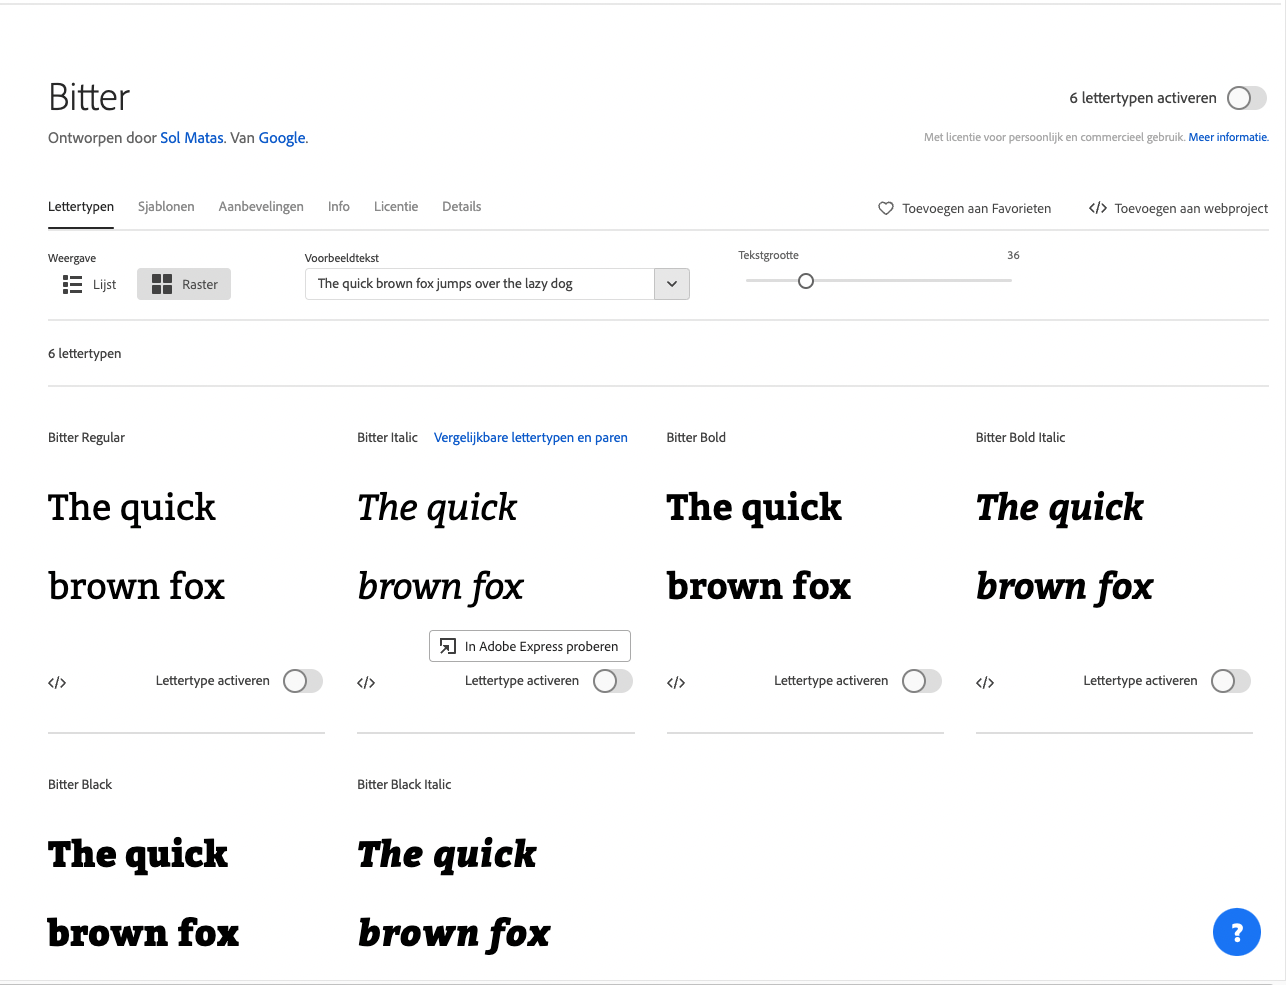 Bitter
6 lettertypen activeren
Ontworpen door Sol Matas. Van Google.
Met licentie voor persoonlijk en commercieel gebruik. Meer informatie.
Lettertypen Sjablonen Aanbevelingen Info Licentie Details
Toevoegen aan Favorieten </> Toevoegen aan webproject
Weergave
Lijst Raster
Voorbeeldtekst
The quick brown fox jumps over the lazy dog
Tekstgrootte 36
6 lettertypen
Bitter Regular
The quick
brown fox
</> Lettertype activeren
Bitter Italic Vergelijkbare lettertypen en paren
The quick
brown fox
In Adobe Express proberen
</> Lettertype activeren
Bitter Bold
The quick
brown fox
</> Lettertype activeren
Bitter Bold Italic
The quick
brown fox
</> Lettertype activeren
Bitter Black
The quick
brown fox
Bitter Black Italic
The quick
brown fox
?